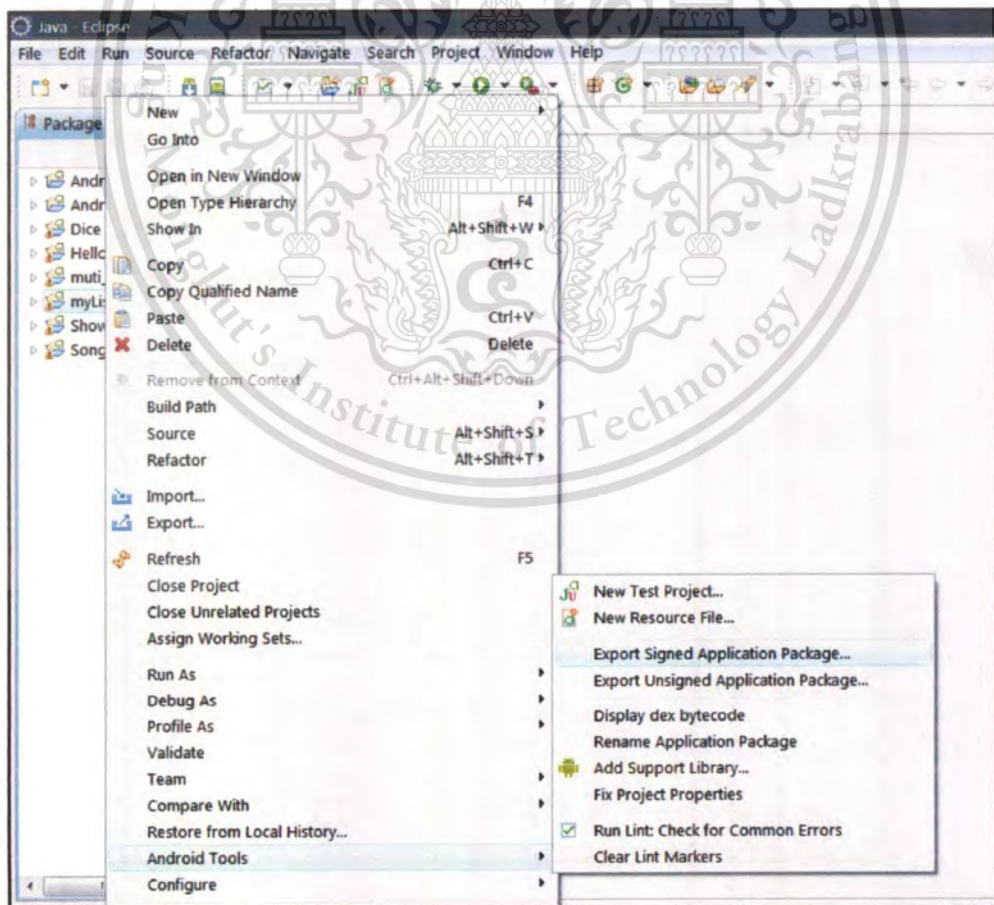 Java - Eclipse
File Edit Run Source Refactor Navigate Search Project Window Help
Package
Andr
Andr
Dice
Hello
muti_
myLis
Show
Song
New
Go Into
Open in New Window
Open Type Hierarchy F4
Show In Alt+Shift+W
Copy Ctrl+C
Copy Qualified Name
Paste Ctrl+V
Delete Delete
Remove from Context Ctrl+Alt+Shift+Down
Build Path
Source Alt+Shift+S
Refactor Alt+Shift+T
Import...
Export...
Refresh F5
Close Project
Close Unrelated Projects
Assign Working Sets...
Run As
Debug As
Profile As
Validate
Team
Compare With
Restore from Local History...
Android Tools
Configure
New Test Project...
New Resource File...
Export Signed Application Package...
Export Unsigned Application Package...
Display dex bytecode
Rename Application Package
Add Support Library...
Fix Project Properties
Run Lint: Check for Common Errors
Clear Lint Markers
Institute of Technology Ladkrabang